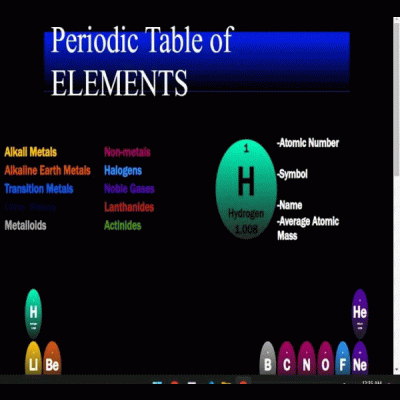 Periodic Table of
ELEMENTS
Alkali Metals
Alkaline Earth Metals
Transition Metals
Metalloids
Non-metals
Halogens
Noble Gases
Lanthanides
Actinides
1
H
Hydrogen
1.008
-Atomic Number
-Symbol
-Name
-Average Atomic
Mass
H He
Li Be B C N O F Ne